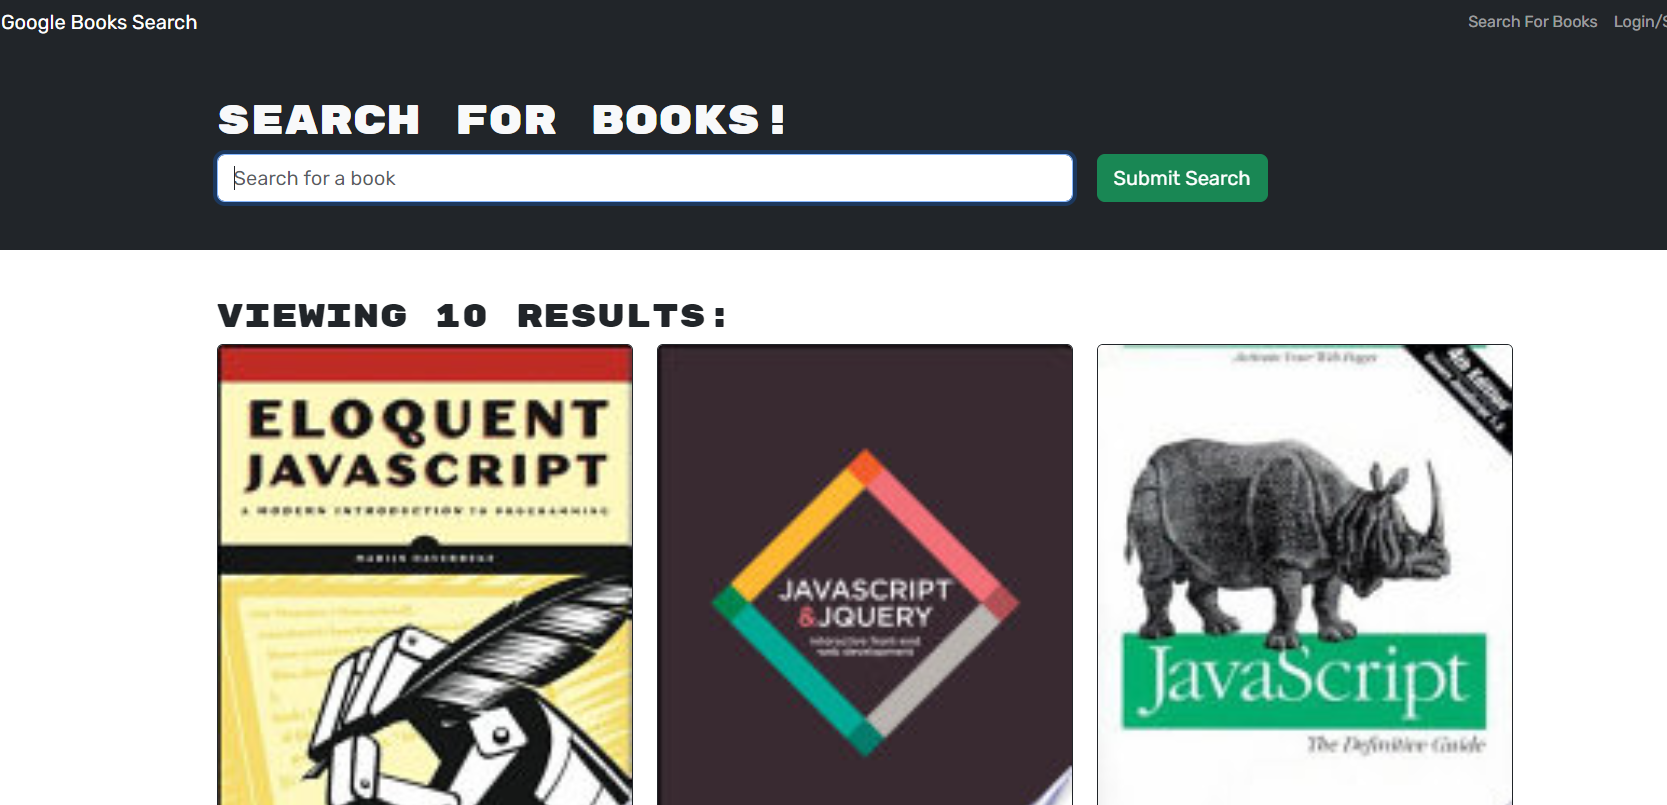 Google Books Search
Search For Books Login/S
SEARCH FOR BOOKS!
Search for a book
Submit Search
VIEWING 10 RESULTS:
ELOQUENT
JAVASCRIPT
A MODERN INTRODUCTION TO PROGRAMMING
MARIJN HAVERBEKE
JAVASCRIPT
&JQUERY
interactive front-end
web development
Activate Your Web Pages
4th Edition
JavaScript
The Definitive Guide